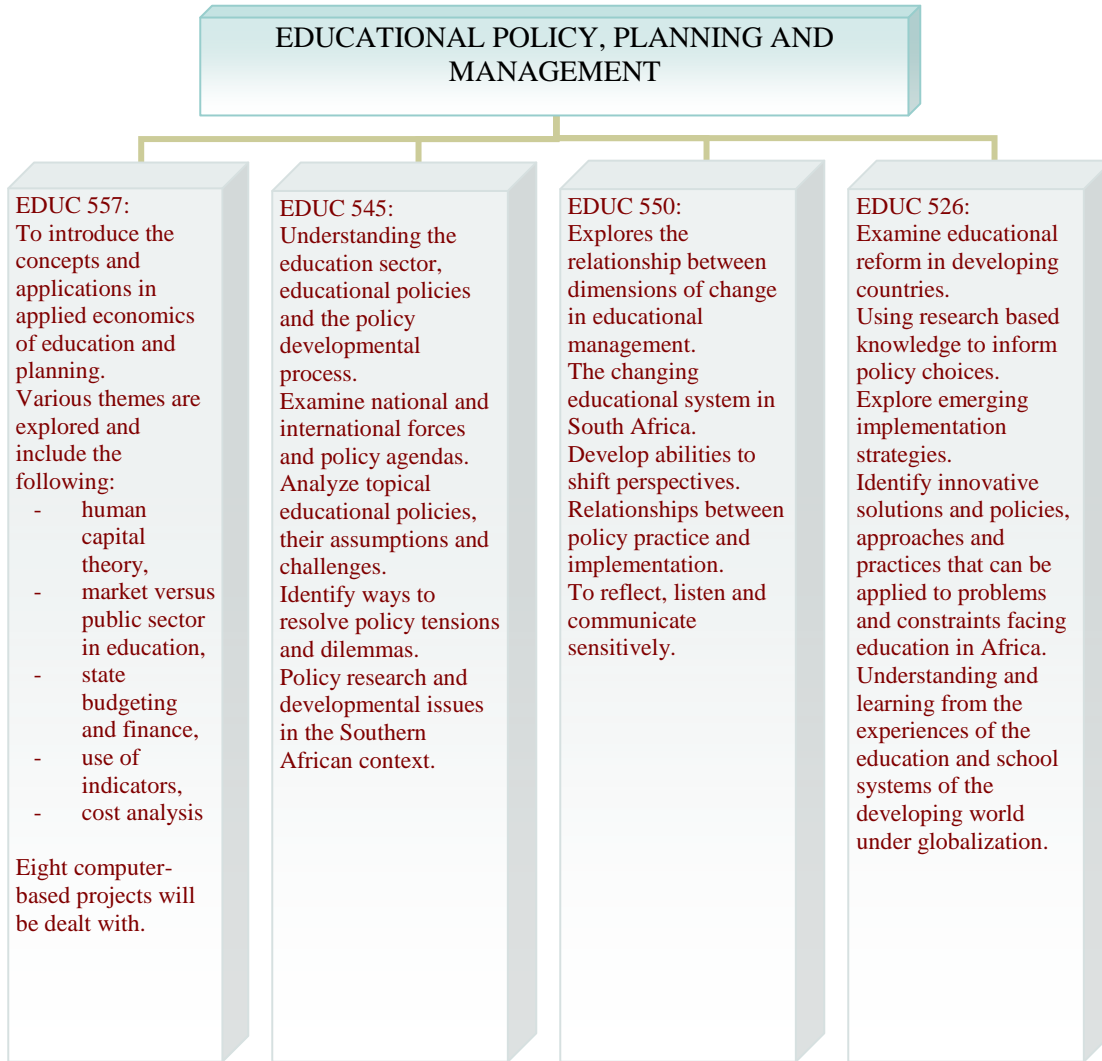 EDUCATIONAL POLICY, PLANNING AND
MANAGEMENT
EDUC 557:
To introduce the
concepts and
applications in
applied economics
of education and
planning.
Various themes are
explored and
include the
following:
- human
capital
theory,
- market versus
public sector
in education,
- state
budgeting
and finance,
- use of
indicators,
- cost analysis
Eight computer-
based projects will
be dealt with.
EDUC 545:
Understanding the
education sector,
educational policies
and the policy
developmental
process.
Examine national and
international forces
and policy agendas.
Analyze topical
educational policies,
their assumptions and
challenges.
Identify ways to
resolve policy tensions
and dilemmas.
Policy research and
developmental issues
in the Southern
African context.
EDUC 550:
Explores the
relationship between
dimensions of change
in educational
management.
The changing
educational system in
South Africa.
Develop abilities to
shift perspectives.
Relationships between
policy practice and
implementation.
To reflect, listen and
communicate
sensitively.
EDUC 526:
Examine educational
reform in developing
countries.
Using research based
knowledge to inform
policy choices.
Explore emerging
implementation
strategies.
Identify innovative
solutions and policies,
approaches and
practices that can be
applied to problems
and constraints facing
education in Africa.
Understanding and
learning from the
experiences of the
education and school
systems of the
developing world
under globalization.